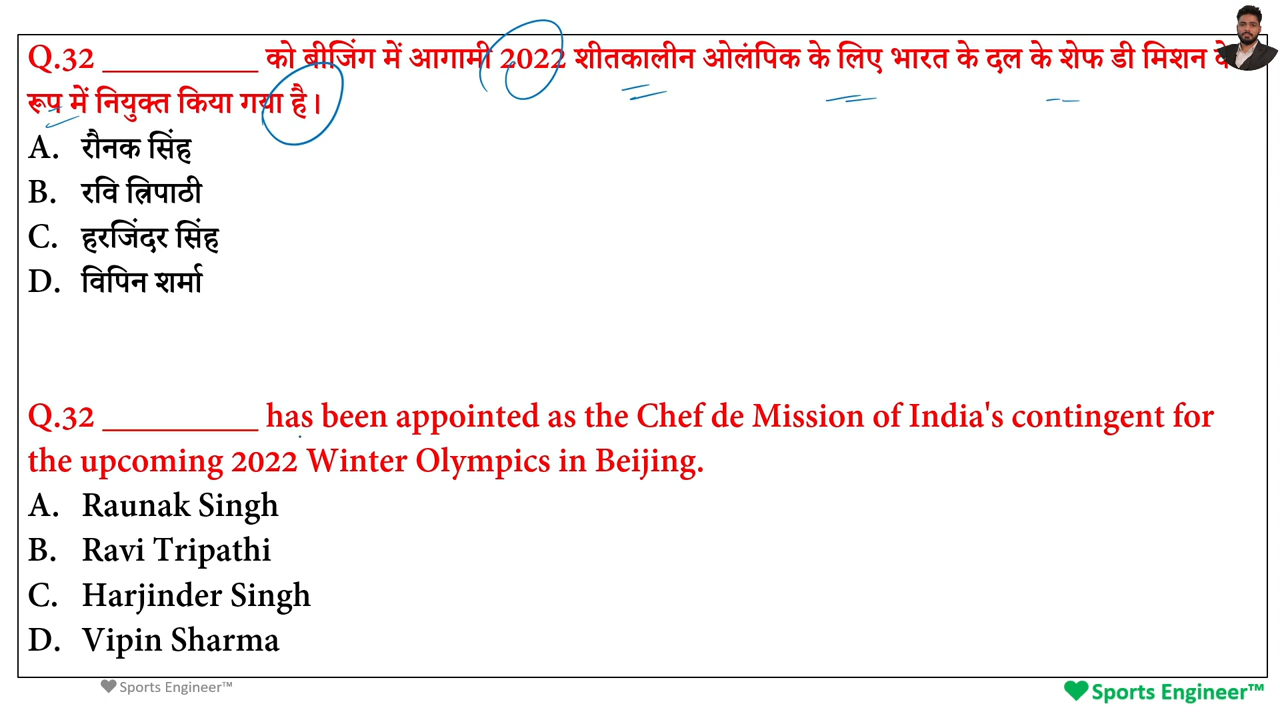 Q.32 __________ को बीजिंग में आगामी 2022 शीतकालीन ओलंपिक के लिए भारत के दल के शेफ डी मिशन के
रूप में नियुक्त किया गया है।
A. रौनक सिंह
B. रवि त्रिपाठी
C. हरजिंदर सिंह
D. विपिन शर्मा
Q.32 __________ has been appointed as the Chef de Mission of India's contingent for
the upcoming 2022 Winter Olympics in Beijing.
A. Raunak Singh
B. Ravi Tripathi
C. Harjinder Singh
D. Vipin Sharma
Sports Engineer™
Sports Engineer™